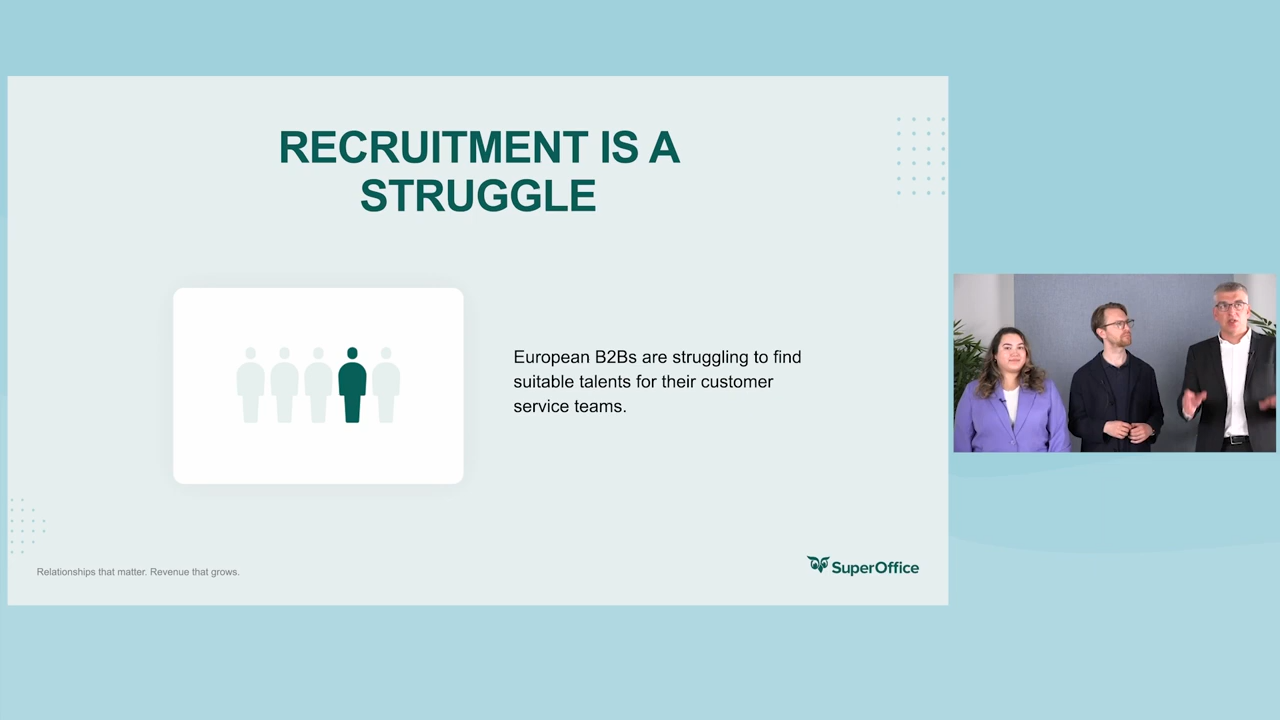 RECRUITMENT IS A
STRUGGLE
European B2Bs are struggling to find
suitable talents for their customer
service teams.
Relationships that matter. Revenue that grows.
SuperOffice